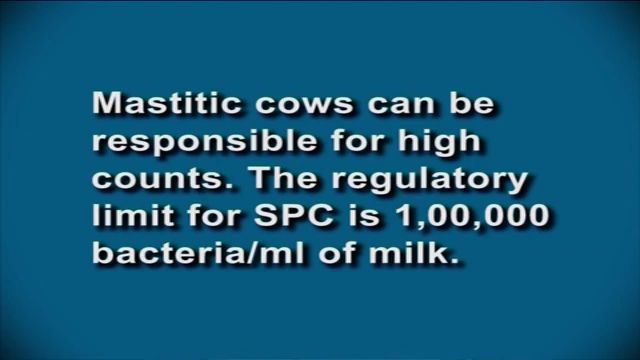 Mastitic cows can be
responsible for high
counts. The regulatory
limit for SPC is 1,00,000
bacteria/ml of milk.